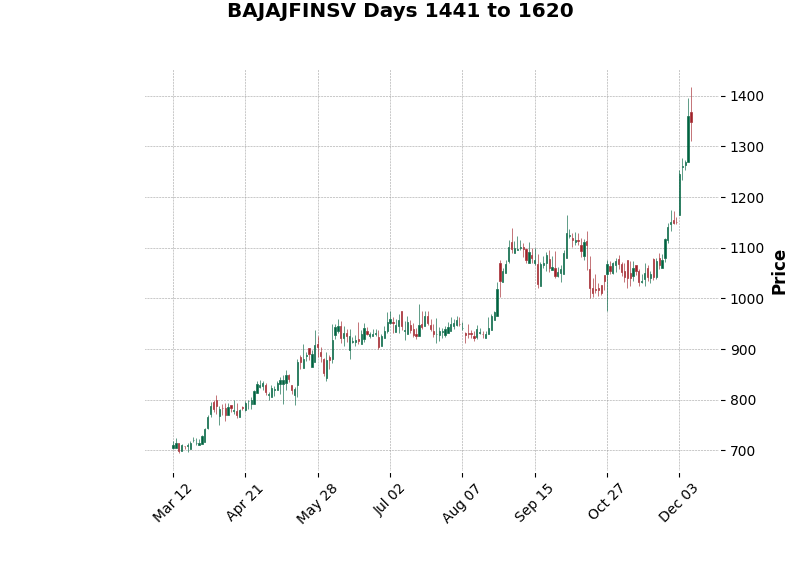 BAJAJFINSV Days 1441 to 1620
1400
1300
1200
1100
1000
900
800
700
Price
Mar 12
Apr 21
May 28
Jul 02
Aug 07
Sep 15
Oct 27
Dec 03